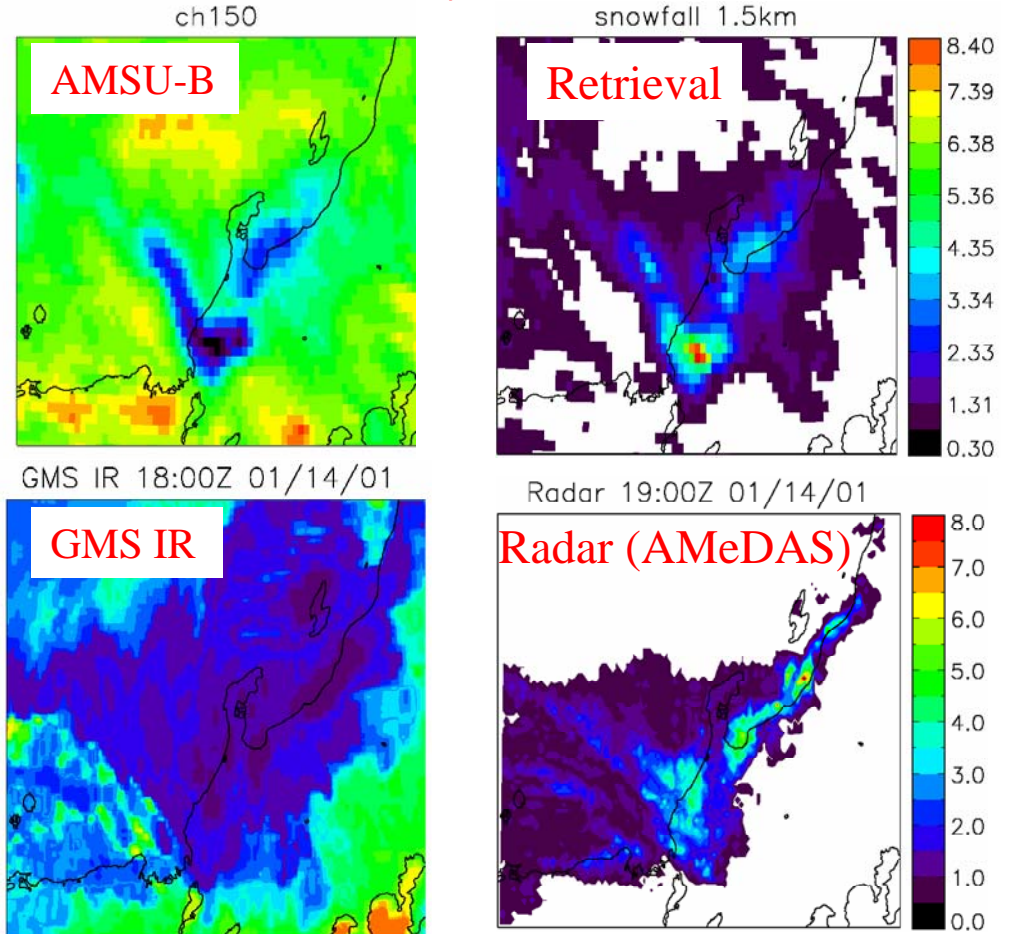 ch150
AMSU-B
snowfall 1.5km
Retrieval
8.40
7.39
6.38
5.36
4.35
3.34
2.33
1.31
0.30
GMS IR 18:00Z 01/14/01
GMS IR
Radar 19:00Z 01/14/01
Radar (AMeDAS)
8.0
7.0
6.0
5.0
4.0
3.0
2.0
1.0
0.0